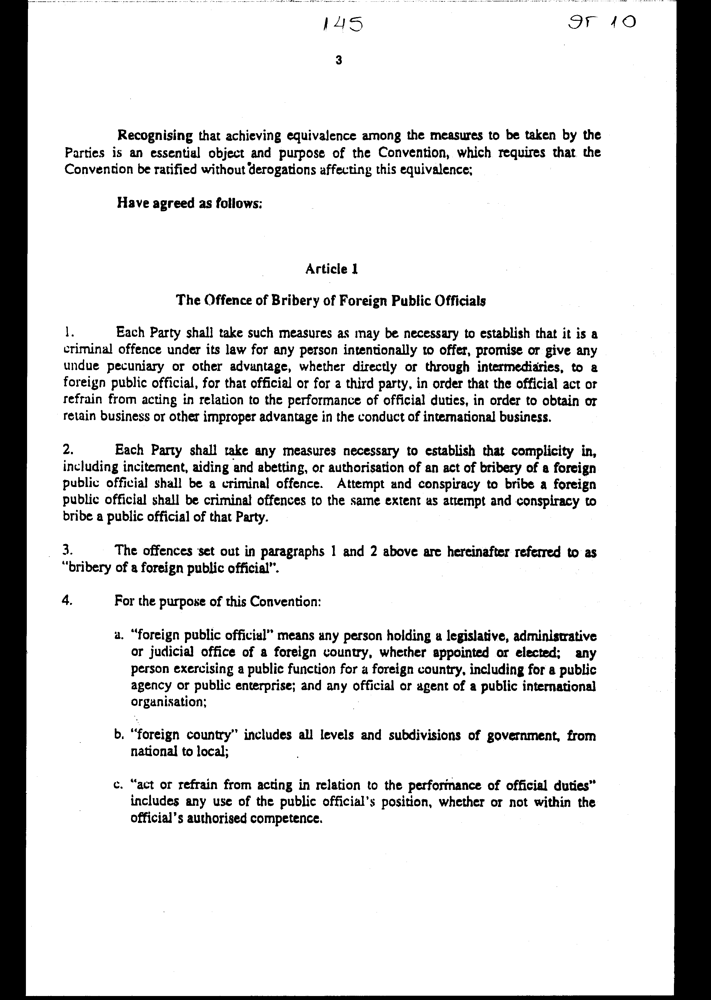 145
10
3
Recognising that achieving equivalence among the measures to be taken by the
Parties is an essential object and purpose of the Convention, which requires that the
Convention be ratified without derogations affecting this equivalence;
Have agreed as follows:
Article 1
The Offence of Bribery of Foreign Public Officials
1. Each Party shall take such measures as may be necessary to establish that it is a
criminal offence under its law for any person intentionally to offer, promise or give any
undue pecuniary or other advantage, whether directly or through intermediaries, to a
foreign public official, for that official or for a third party, in order that the official act or
refrain from acting in relation to the performance of official duties, in order to obtain or
retain business or other improper advantage in the conduct of international business.
2. Each Party shall take any measures necessary to establish that complicity in,
including incitement, aiding and abetting, or authorisation of an act of bribery of a foreign
public official shall be a criminal offence. Attempt and conspiracy to bribe a foreign
public official shall be criminal offences to the same extent as attempt and conspiracy to
bribe a public official of that Party.
3. The offences set out in paragraphs 1 and 2 above are hereinafter referred to as
“bribery of a foreign public official”.
4. For the purpose of this Convention:
a. “foreign public official” means any person holding a legislative, administrative
or judicial office of a foreign country, whether appointed or elected; any
person exercising a public function for a foreign country, including for a public
agency or public enterprise; and any official or agent of a public international
organisation;
b. “foreign country” includes all levels and subdivisions of government, from
national to local;
c. “act or refrain from acting in relation to the performance of official duties”
includes any use of the public official's position, whether or not within the
official's authorised competence.